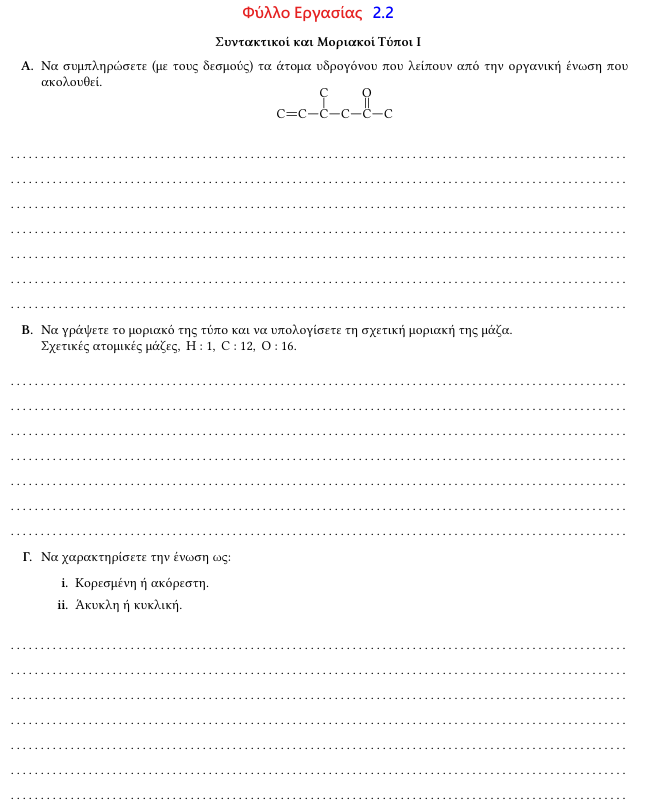 Φύλλο Εργασίας 2.2
Συντακτικοί και Μοριακοί Τύποι I
Α. Να συμπληρώσετε (με τους δεσμούς) τα άτομα υδρογόνου που λείπουν από την οργανική ένωση που
ακολουθεί.
C O
C=C–C–C–C–C
Β. Να γράψετε το μοριακό της τύπο και να υπολογίσετε τη σχετική μοριακή της μάζα.
Σχετικές ατομικές μάζες, H : 1, C : 12, O : 16.
Γ. Να χαρακτηρίσετε την ένωση ως:
i. Κορεσμένη ή ακόρεστη.
ii. Άκυκλη ή κυκλική.